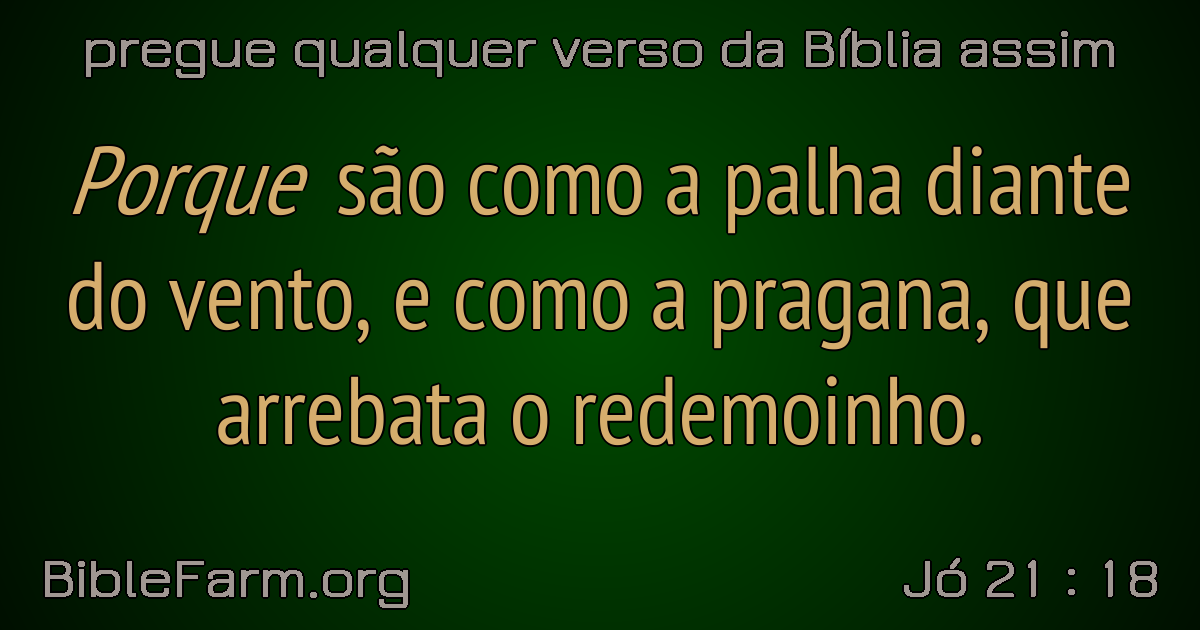 pregue qualquer verso da Bíblia assim
Porque são como a palha diante
do vento, e como a pragana, que
arrebata o redemoinho.
BibleFarm.org
Jó 21 : 18